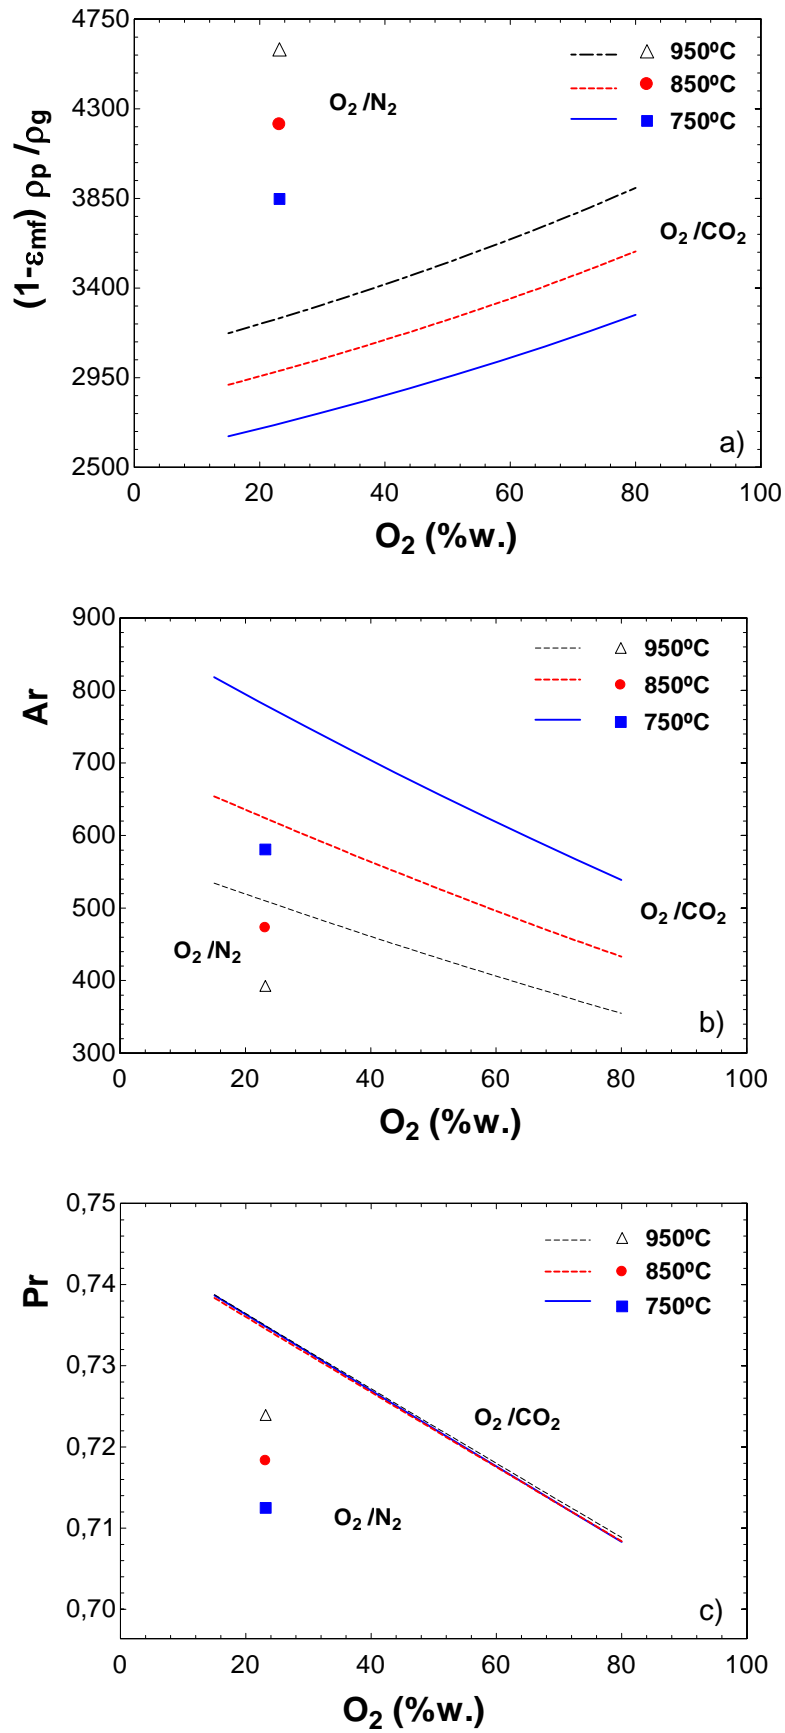 4750
4300
3850
3400
2950
2500
(1-εmf) ρp /ρg
950ºC
850ºC
750ºC
O2 /N2
O2 /CO2
a)
0 20 40 60 80 100
O2 (%w.)
900
800
700
600
500
400
300
Ar
950ºC
850ºC
750ºC
O2 /CO2
O2 /N2
b)
0 20 40 60 80 100
O2 (%w.)
0,75
0,74
0,73
0,72
0,71
0,70
Pr
950ºC
850ºC
750ºC
O2 /CO2
O2 /N2
c)
0 20 40 60 80 100
O2 (%w.)